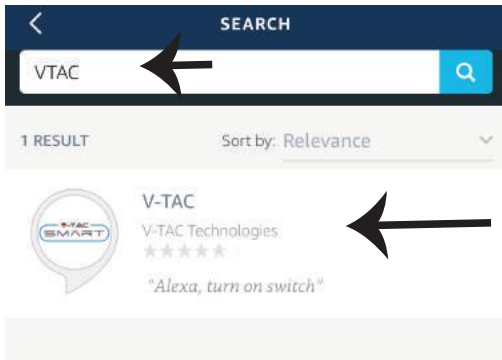 SEARCH
VTAC
1 RESULT Sort by: Relevance
V-TAC
V-TAC
SMART
V-TAC Technologies
"Alexa, turn on switch"